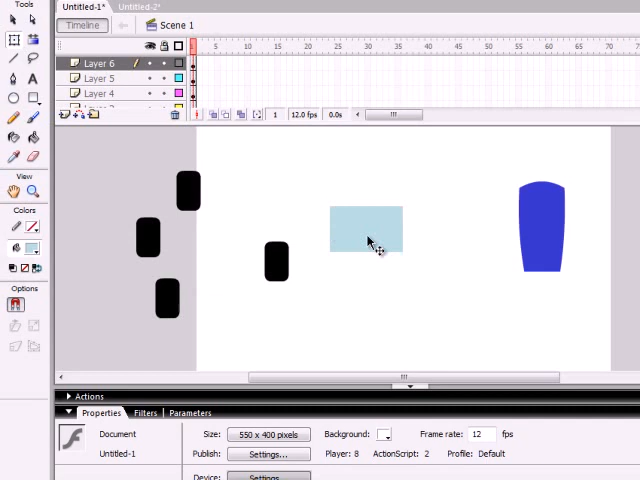 Tools
Untitled-1*
Untitled-2*
Timeline
Scene 1
1 5 10 15 20 25 30 35 40 45 50 55 60 65 70 75
Layer 6
Layer 5
Layer 4
1 12.0 fps 0.0s
A
View
Colors
Options
Actions
Properties Filters Parameters
Document
Untitled-1
Size: 550 x 400 pixels Background: Frame rate: 12 fps
Publish: Settings... Player: 8 ActionScript: 2 Profile: Default
Device: Settings